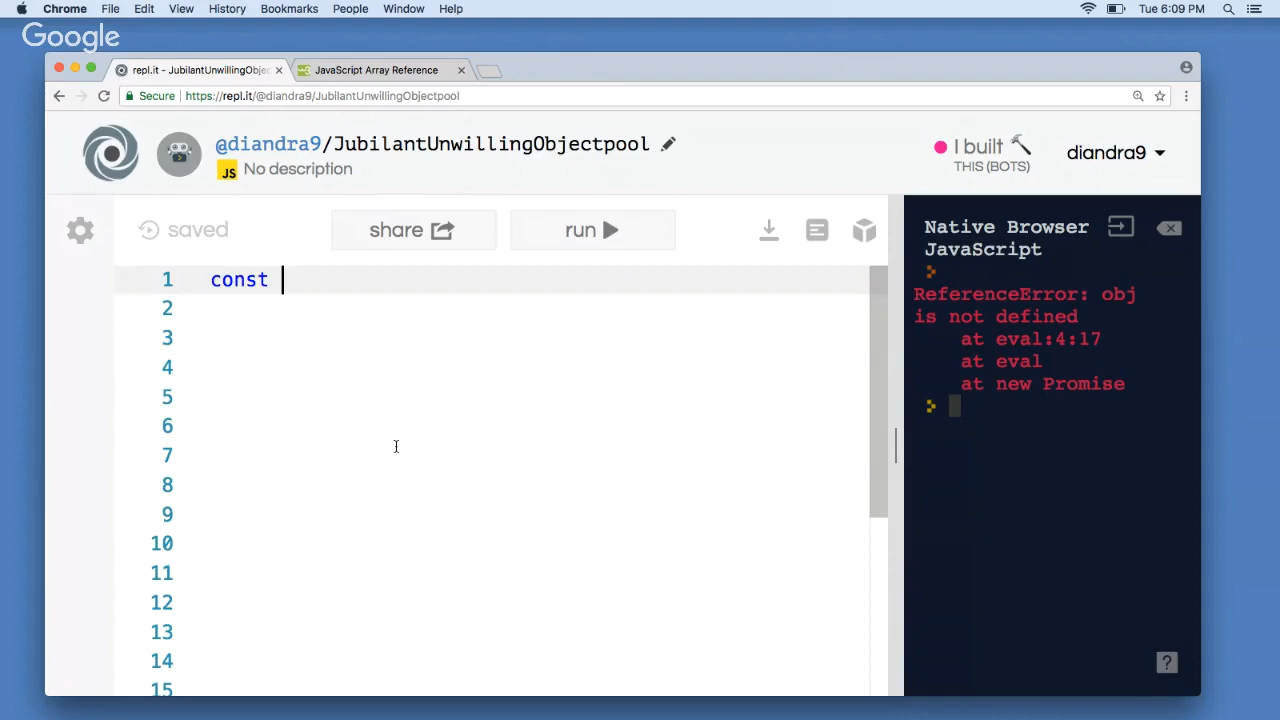 Chrome File Edit View History Bookmarks People Window Help Tue 6:09 PM
Google
repl.it - JubilantUnwillingObjec JavaScript Array Reference
Secure https://repl.it/@diandra9/JubilantUnwillingObjectpool
@diandra9/JubilantUnwillingObjectpool
JS No description
I built
THIS (BOTS)
diandra9
saved share run
Native Browser
JavaScript
1 const
2
3
4
5
6
7
8
9
10
11
12
13
14
15
ReferenceError: obj
is not defined
at eval:4:17
at eval
at new Promise
>
?